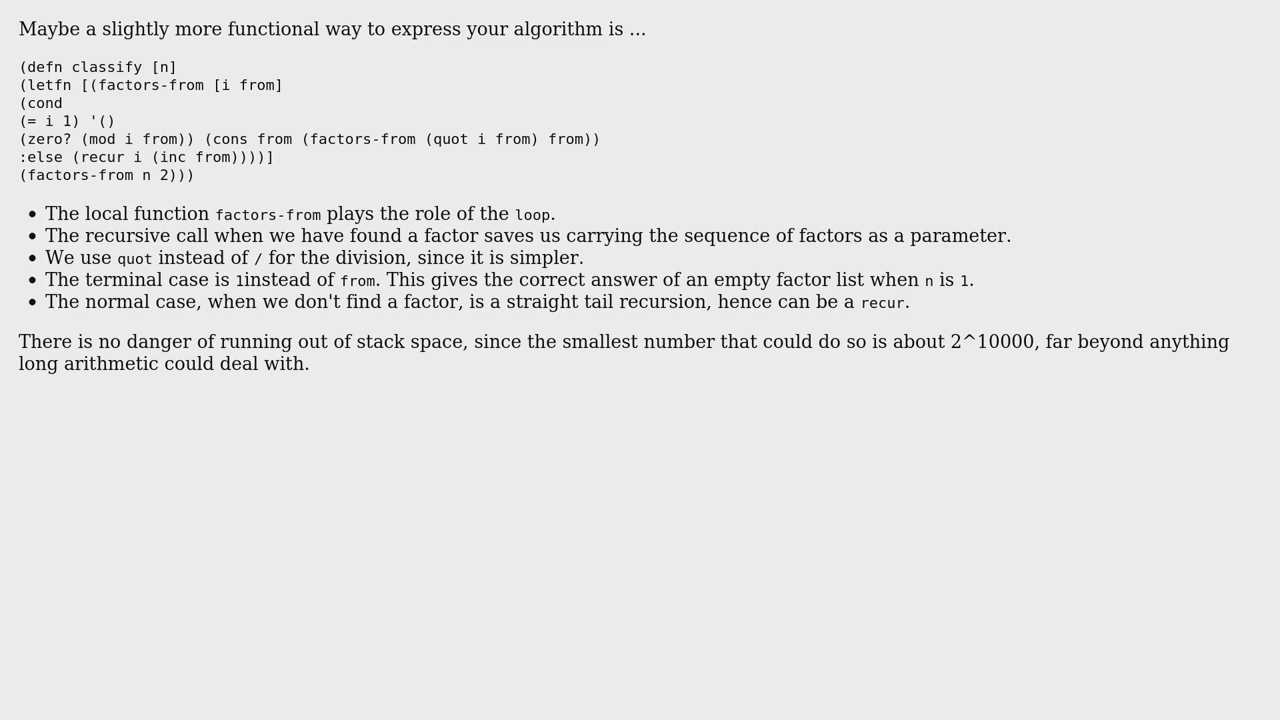 Maybe a slightly more functional way to express your algorithm is ...
(defn classify [n]
(letfn [(factors-from [i from]
(cond
(= i 1) '()
(zero? (mod i from)) (cons from (factors-from (quot i from) from))
:else (recur i (inc from))))]
(factors-from n 2)))
• The local function factors-from plays the role of the loop.
• The recursive call when we have found a factor saves us carrying the sequence of factors as a parameter.
• We use quot instead of / for the division, since it is simpler.
• The terminal case is 1instead of from. This gives the correct answer of an empty factor list when n is 1.
• The normal case, when we don't find a factor, is a straight tail recursion, hence can be a recur.
There is no danger of running out of stack space, since the smallest number that could do so is about 2^10000, far beyond anything
long arithmetic could deal with.